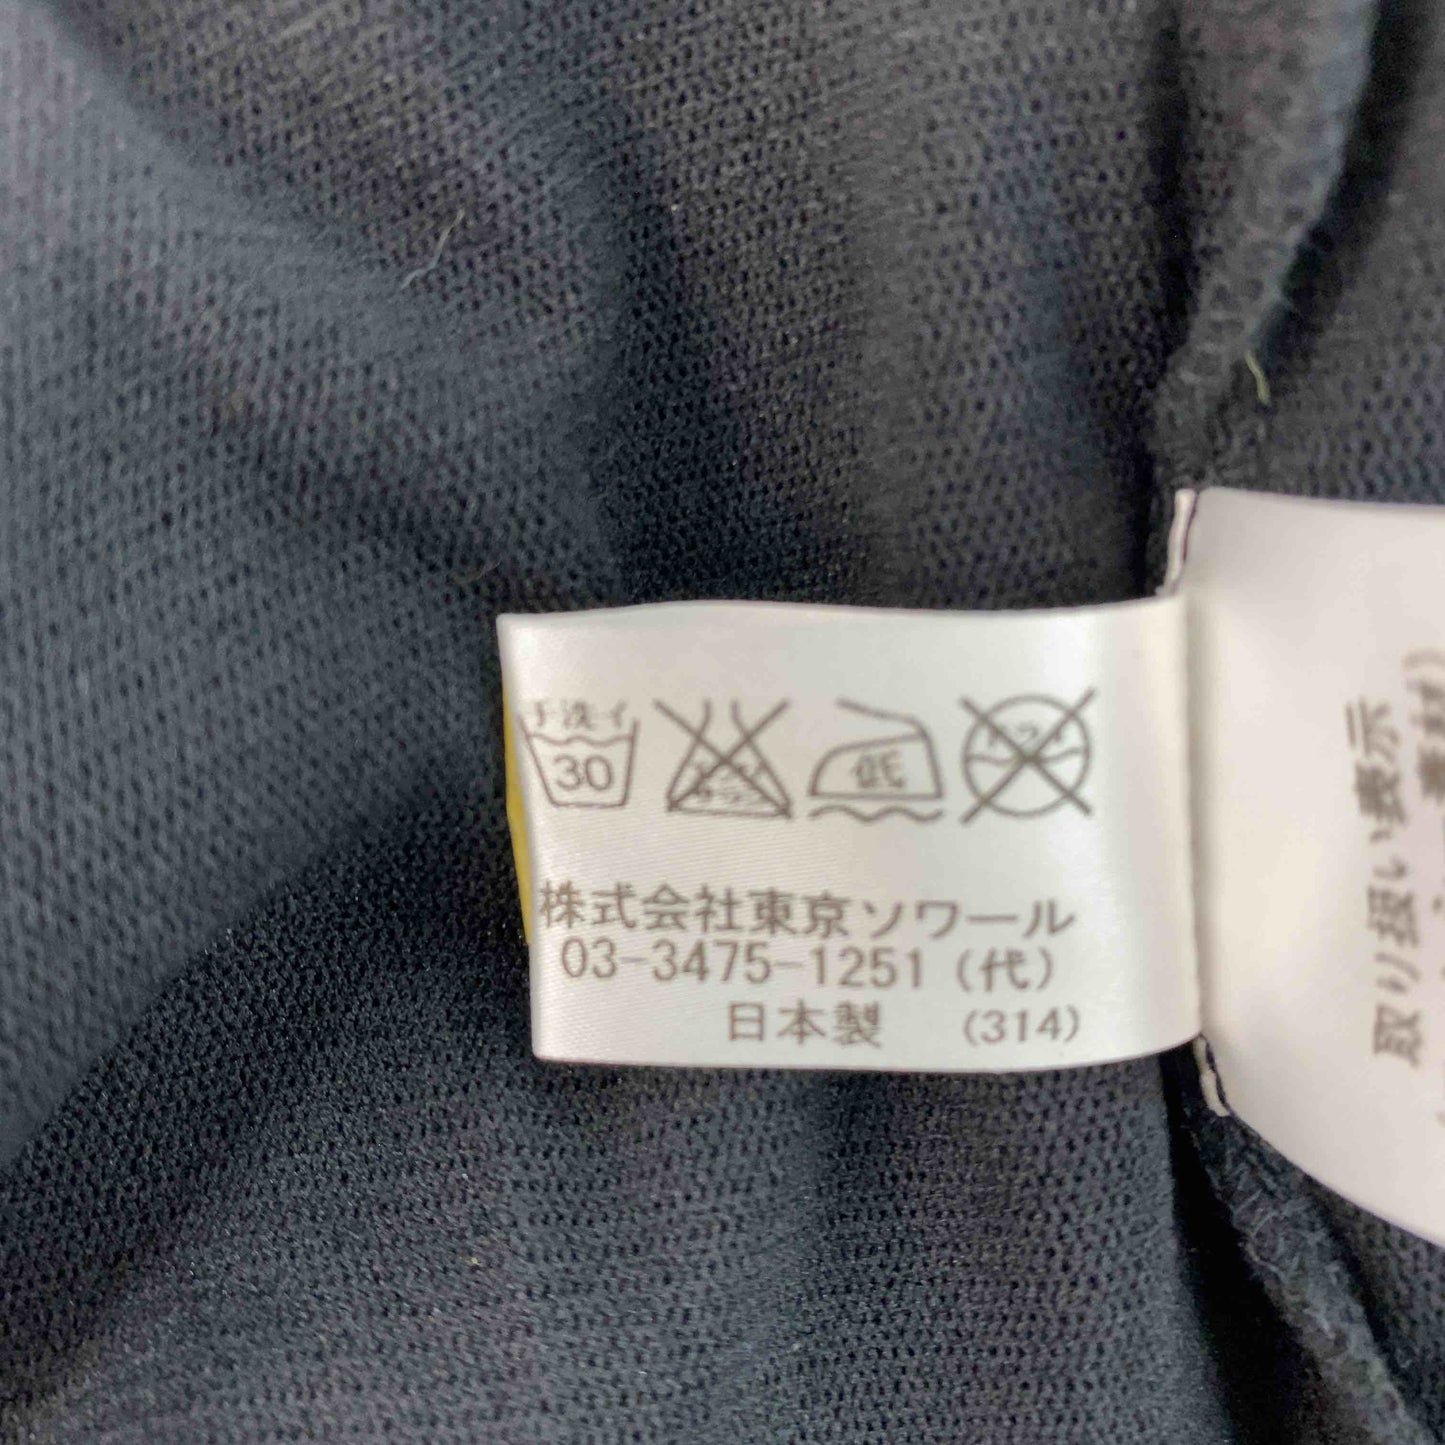 手洗イ
30
低
株式会社東京ソワール
03-3475-1251（代）
日本製　(314)
取り扱い表示